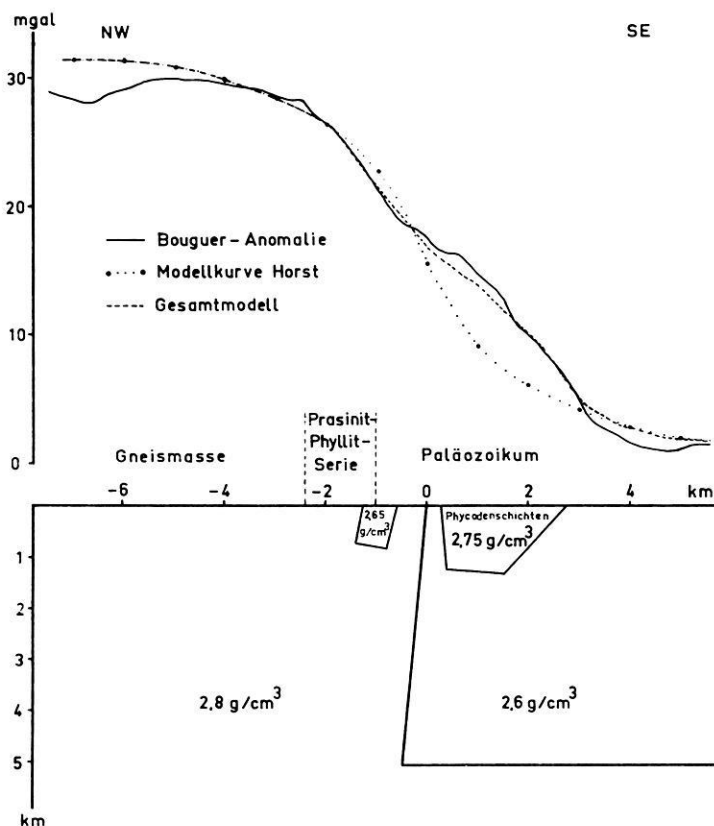 mgal
NW
SE
30
20
Bouguer-Anomalie
Modellkurve Horst
Gesamtmodell
10
Prasinit-
Phyllit-
Serie
Gneismasse
Paläozoikum
0
-6 -4 -2 0 2 4 km
2,65
g/cm³
Phycodenschichten
2,75 g/cm³
1
2
3
4
5
km
2,8 g/cm³
2,6 g/cm³